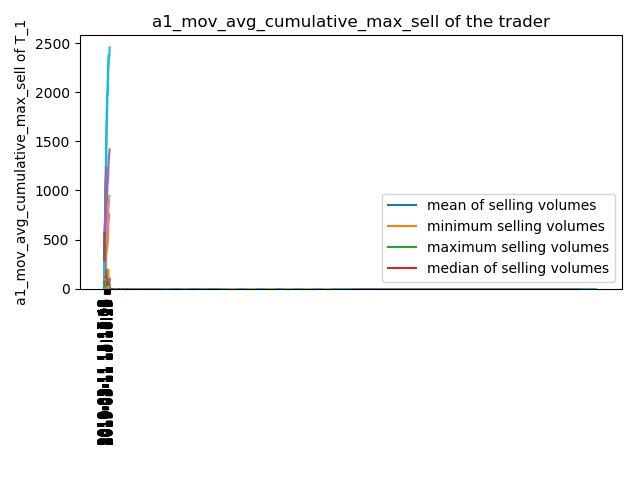 a1_mov_avg_cumulative_max_sell of the trader
a1_mov_avg_cumulative_max_sell of T_1
2500
2000
1500
1000
500
0
mean of selling volumes
minimum selling volumes
maximum selling volumes
median of selling volumes